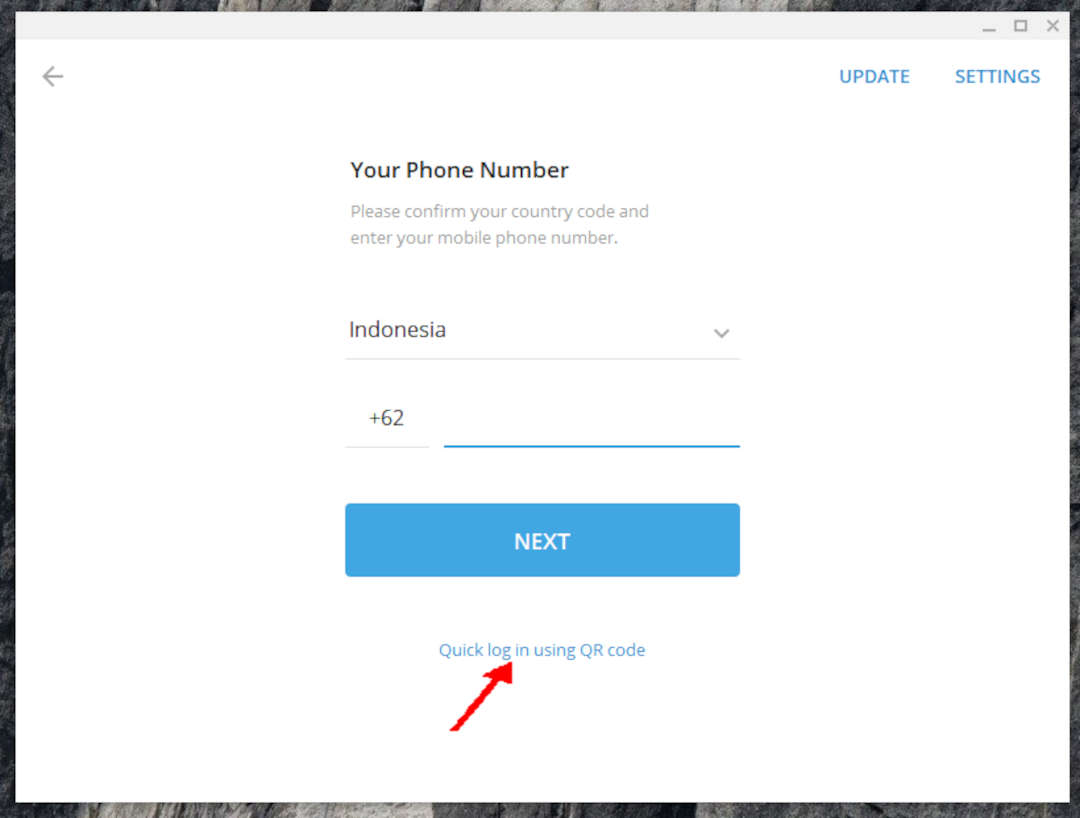 UPDATE SETTINGS
Your Phone Number
Please confirm your country code and
enter your mobile phone number.
Indonesia
+62
NEXT
Quick log in using QR code